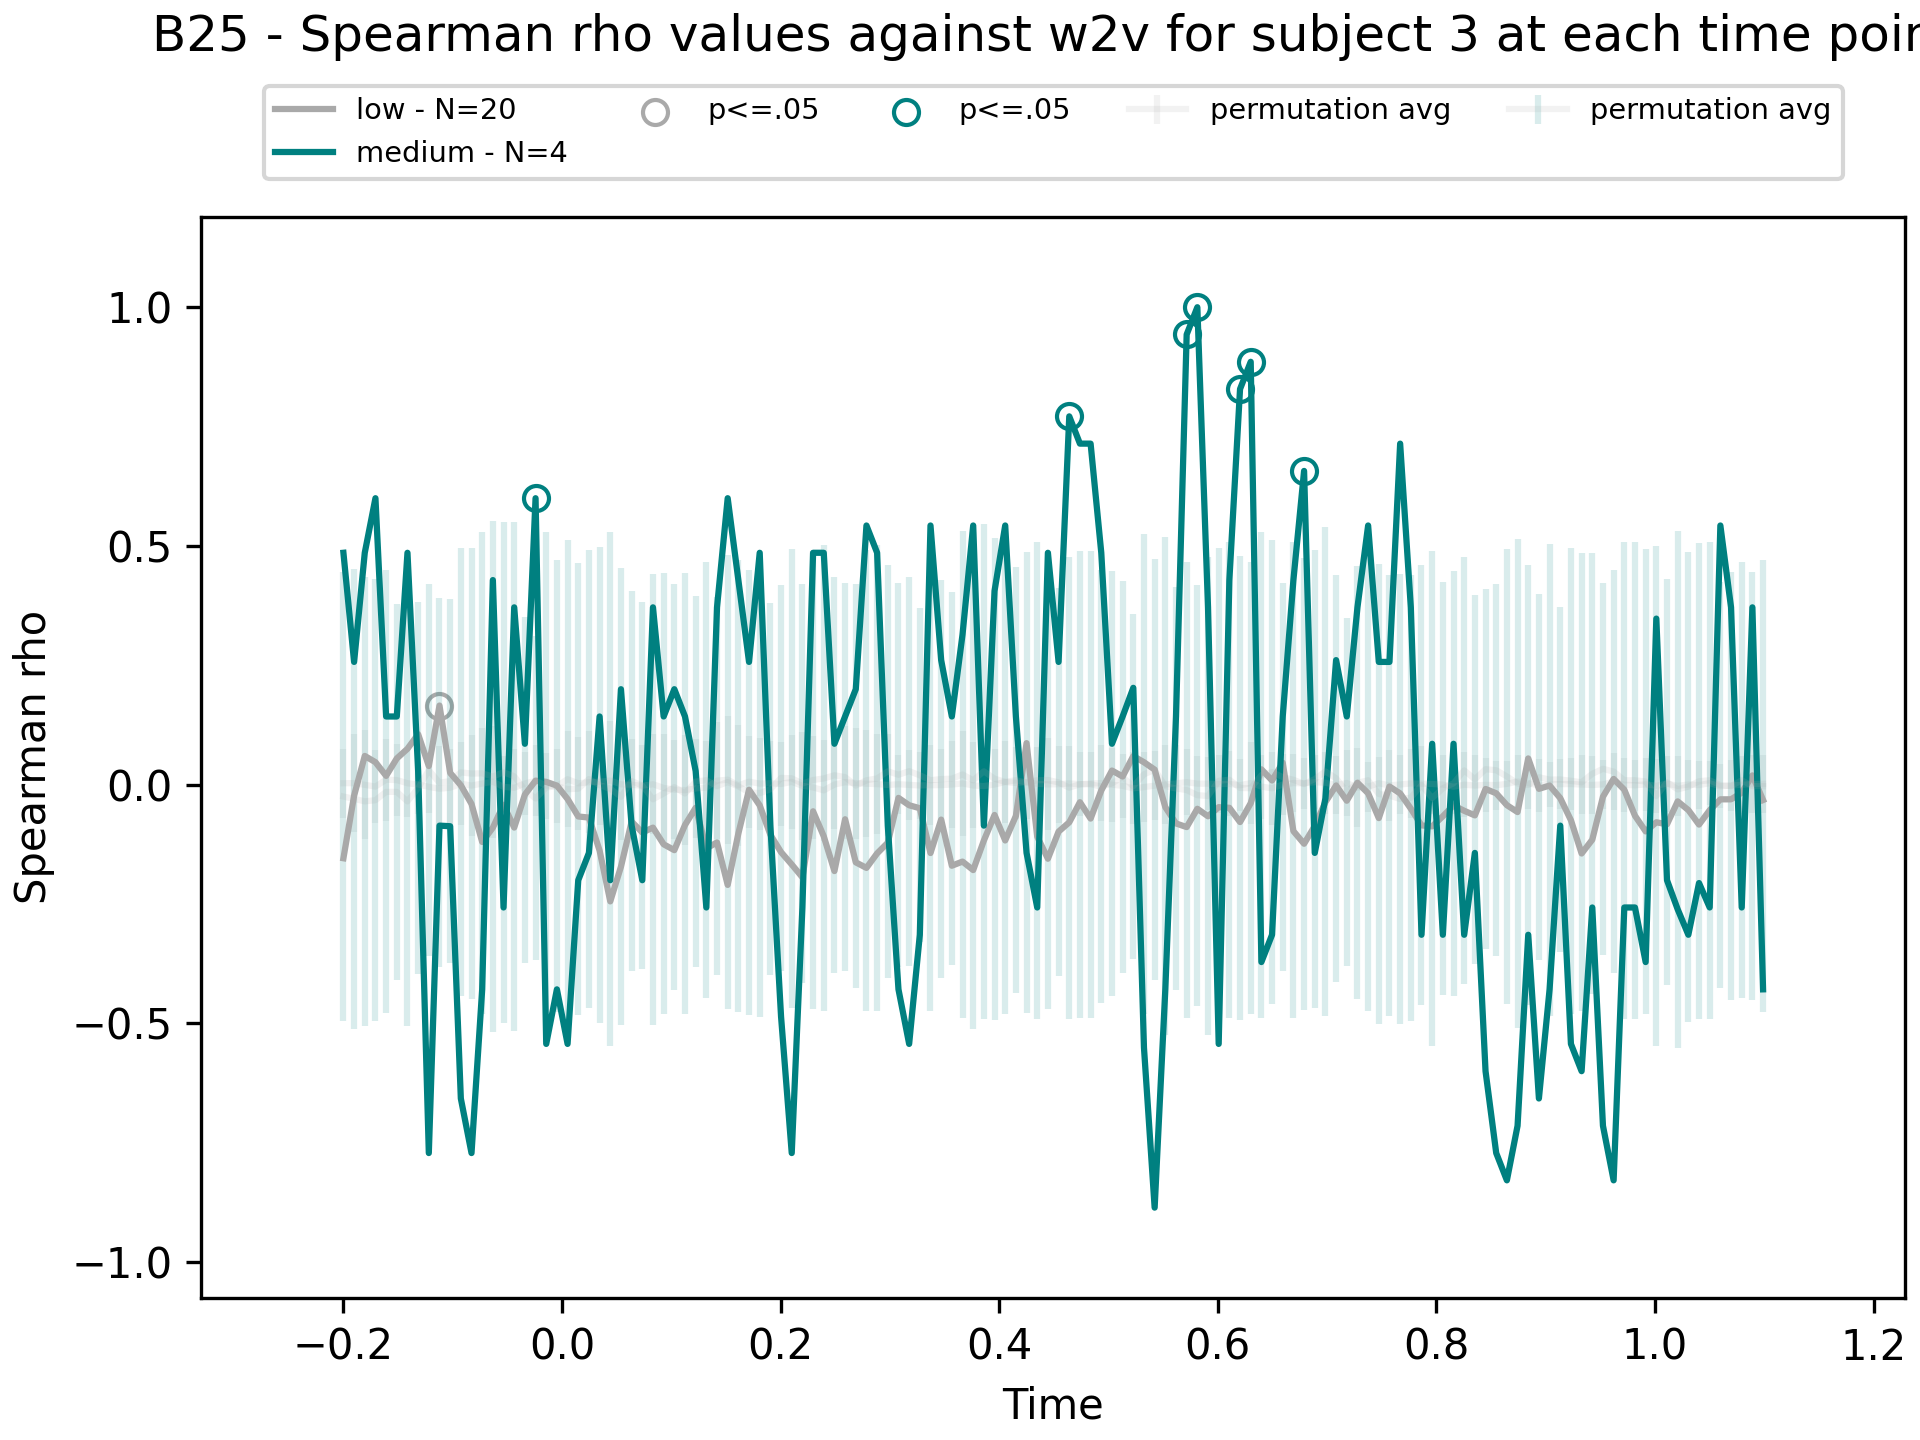 B25 - Spearman rho values against w2v for subject 3 at each time poin
low - N=20
medium - N=4
p<=.05
p<=.05
permutation avg
permutation avg
Spearman rho
1.0
0.5
0.0
−0.5
−1.0
−0.2 0.0 0.2 0.4 0.6 0.8 1.0 1.2
Time